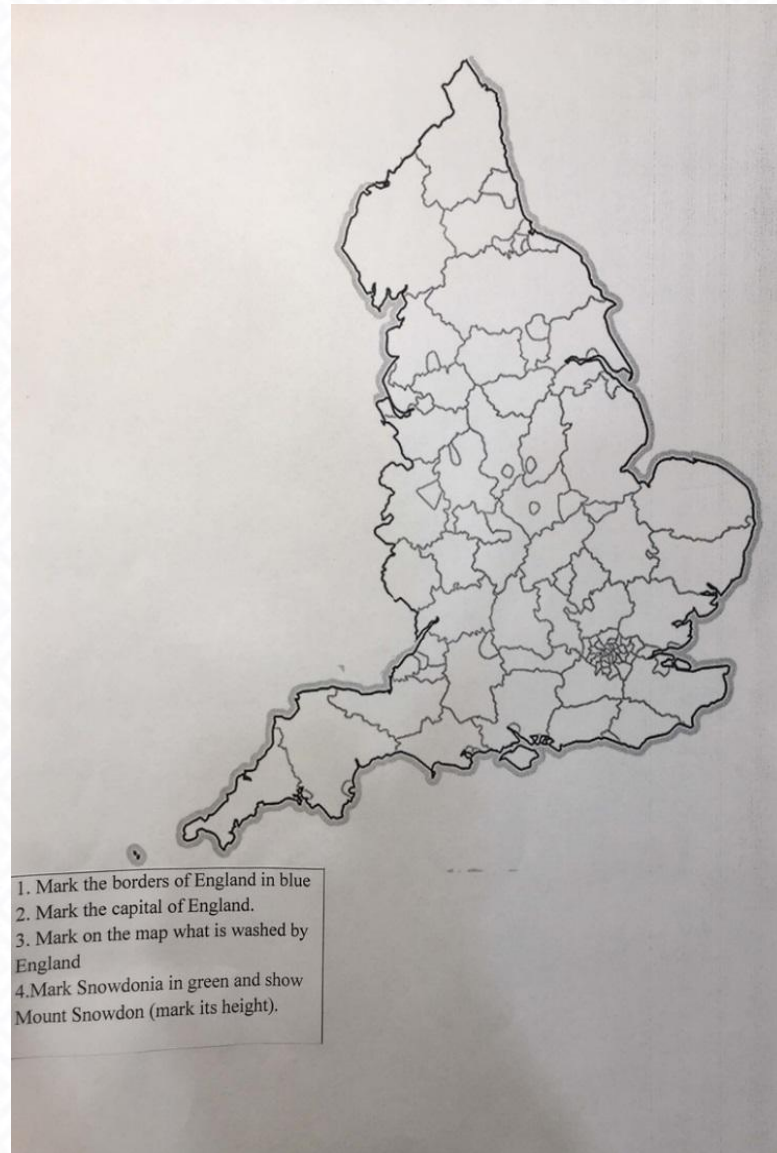 1. Mark the borders of England in blue
2. Mark the capital of England.
3. Mark on the map what is washed by
England
4.Mark Snowdonia in green and show
Mount Snowdon (mark its height).